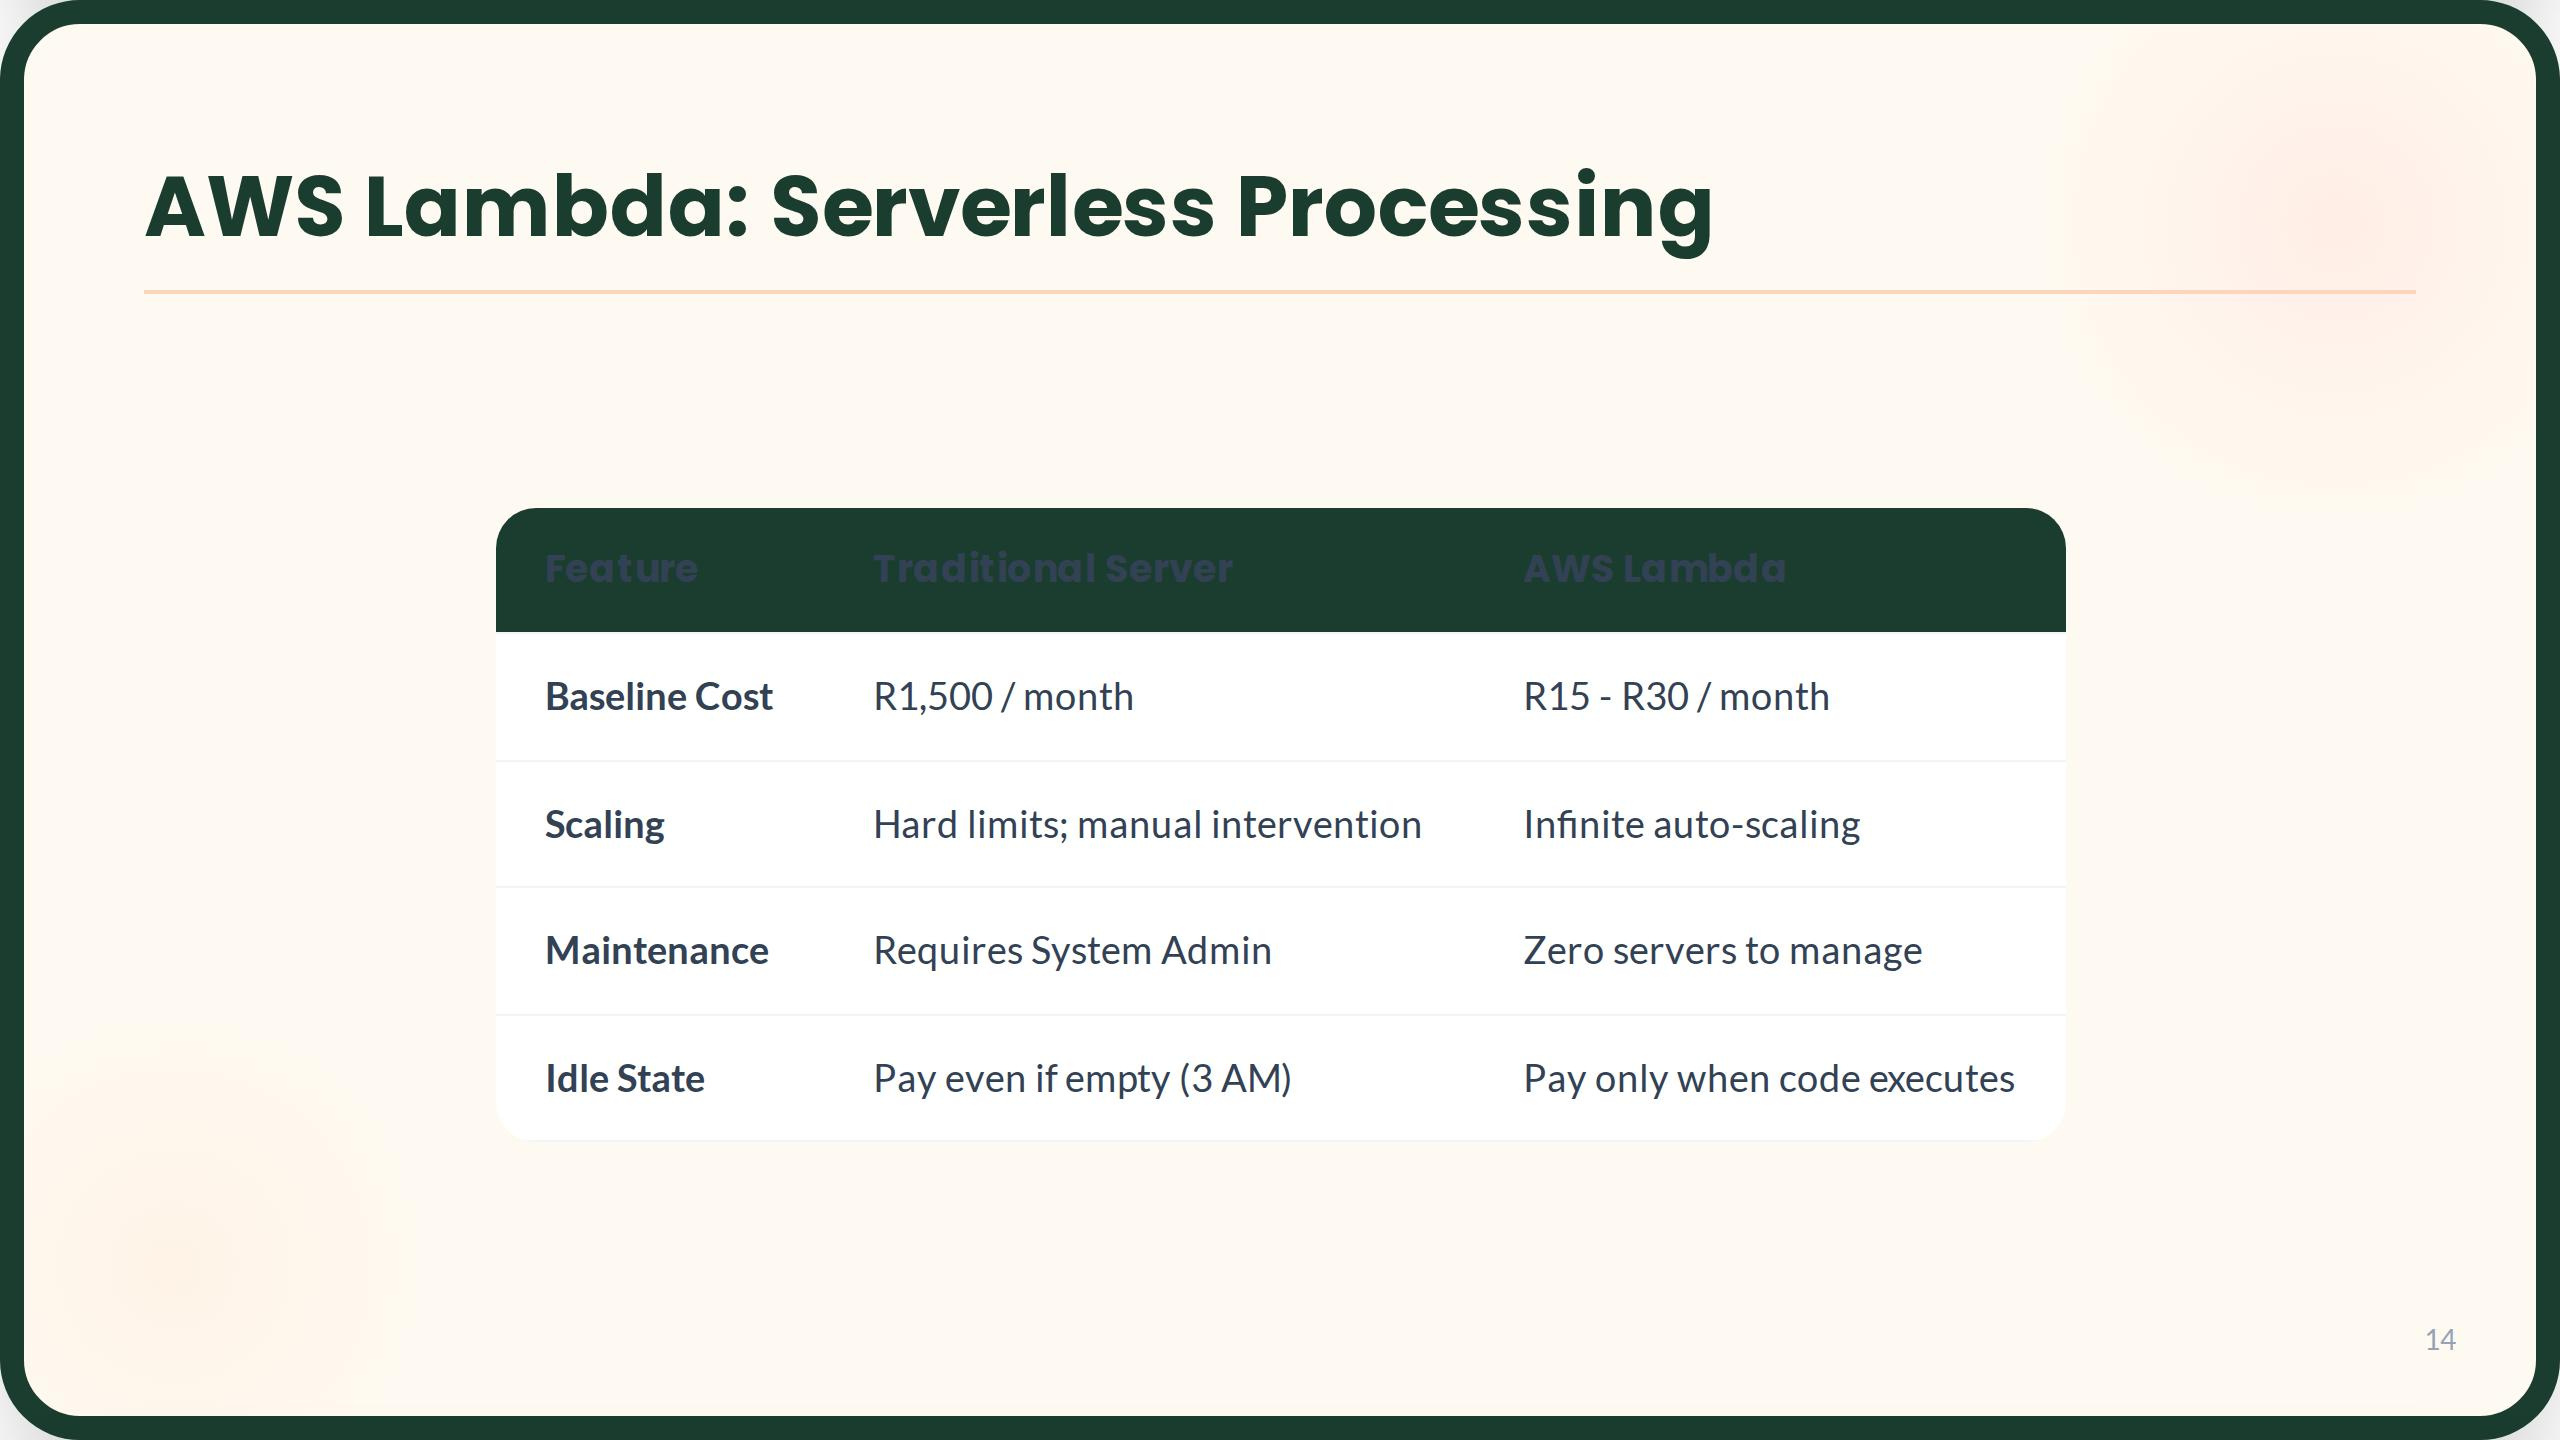 AWS Lambda: Serverless Processing
Feature Traditional Server AWS Lambda
Baseline Cost R1,500 / month R15 - R30 / month
Scaling Hard limits; manual intervention Infinite auto-scaling
Maintenance Requires System Admin Zero servers to manage
Idle State Pay even if empty (3 AM) Pay only when code executes
14